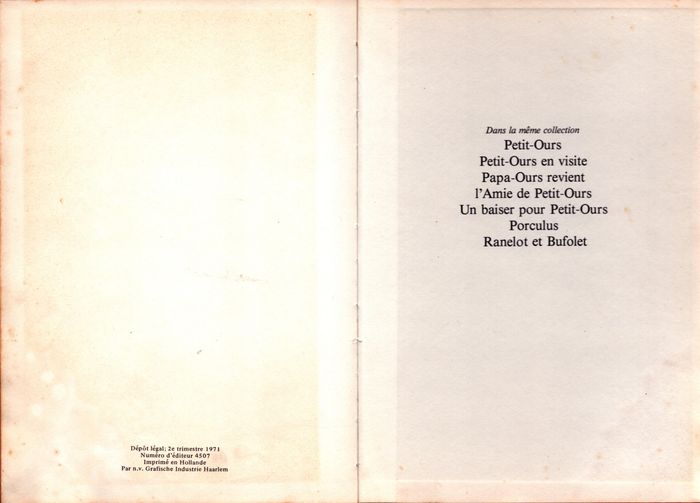 Dépôt légal; 2e trimestre 1971
Numéro d'éditeur 4507
Imprimé en Hollande
Par n.v. Grafische Industrie Haarlem
Dans la même collection
Petit-Ours
Petit-Ours en visite
Papa-Ours revient
l'Amie de Petit-Ours
Un baiser pour Petit-Ours
Porculus
Ranelot et Bufolet